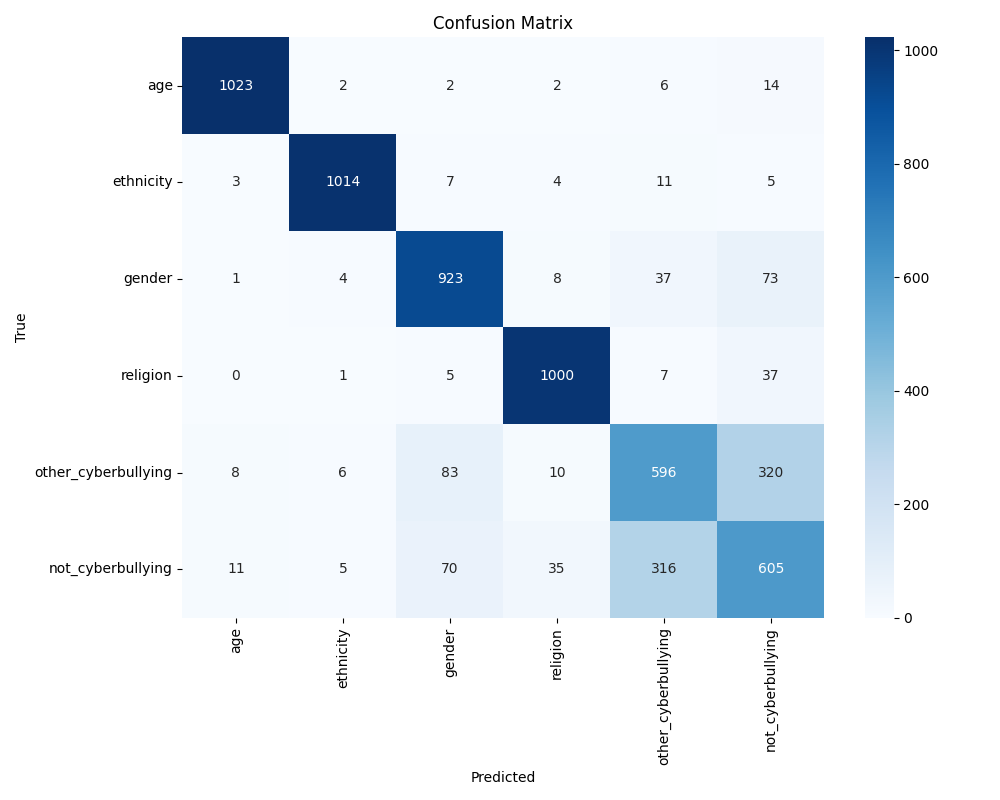 Confusion Matrix
age 1023 2 2 2 6 14
ethnicity 3 1014 7 4 11 5
gender 1 4 923 8 37 73
religion 0 1 5 1000 7 37
other_cyberbullying 8 6 83 10 596 320
not_cyberbullying 11 5 70 35 316 605
True
age ethnicity gender religion other_cyberbullying not_cyberbullying
Predicted
1000
800
600
400
200
0